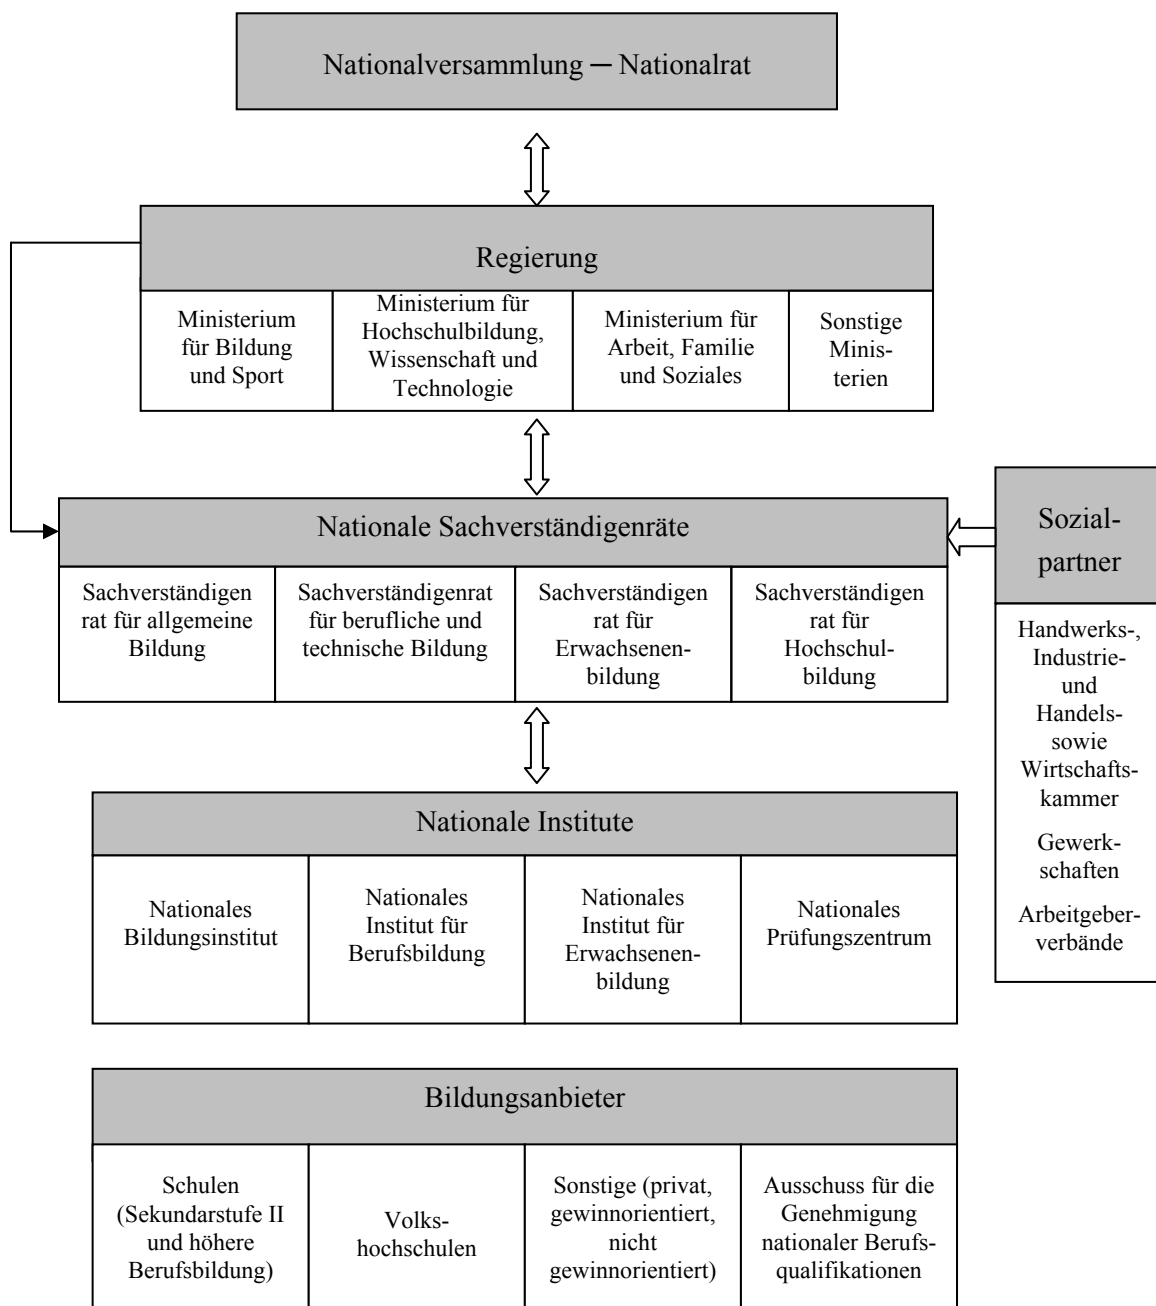 Nationalversammlung — Nationalrat
Regierung
Ministerium
für Bildung
und Sport
Ministerium für
Hochschulbildung,
Wissenschaft und
Technologie
Ministerium für
Arbeit, Familie
und Soziales
Sonstige
Minis-
terien
Nationale Sachverständigenräte
Sachverständigen
rat für allgemeine
Bildung
Sachverständigenrat
für berufliche und
technische Bildung
Sachverständigen
rat für
Erwachsenen-
bildung
Sachverständigen
rat für
Hochschul-
bildung
Sozial-
partner
Handwerks-,
Industrie-
und
Handels-
sowie
Wirtschafts-
kammer
Gewerk-
schaften
Arbeitgeber-
verbände
Nationale Institute
Nationales
Bildungsinstitut
Nationales
Institut für
Berufsbildung
Nationales
Institut für
Erwachsenen-
bildung
Nationales
Prüfungszentrum
Bildungsanbieter
Schulen
(Sekundarstufe II
und höhere
Berufsbildung)
Volks-
hochschulen
Sonstige (privat,
gewinnorientiert,
nicht
gewinnorientiert)
Ausschuss für die
Genehmigung
nationaler Berufs-
qualifikationen